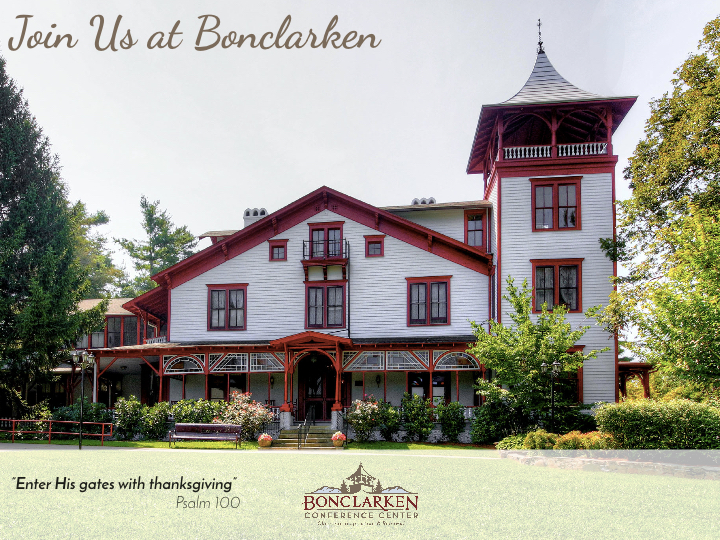 Join Us at Bonclarken
"Enter His gates with thanksgiving"
Psalm 100
BONCLARKEN
CONFERENCE CENTER